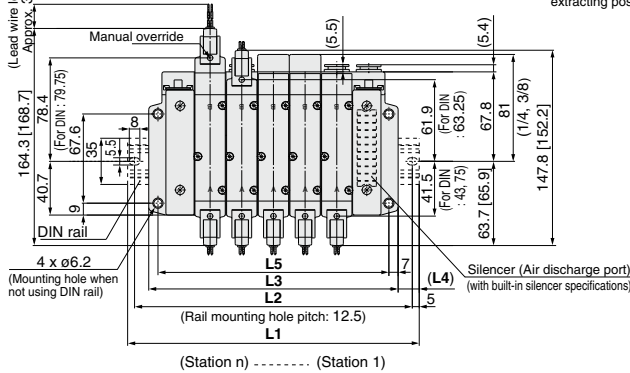 extracting pos
(Lead wire l
Approx. 3
Manual override
(5.5)
(5.4)
164.3 [168.7]
78.4
(For DIN : 79.75)
67.6
8
35
5.5
40.7
9
61.9
(For DIN
: 63.25)
67.8
81
(1/4, 3/8)
147.8 [152.2]
41.5
(For DIN
: 43,75)
63.7 [65.9]
B B B B B
A A A A A
DIN rail
4 x ø6.2
(Mounting hole when
not using DIN rail)
L5
7
L3
(L4)
L2
5
(Rail mounting hole pitch: 12.5)
L1
Silencer (Air discharge port)
(with built-in silencer specifications)
(Station n) -------- (Station 1)